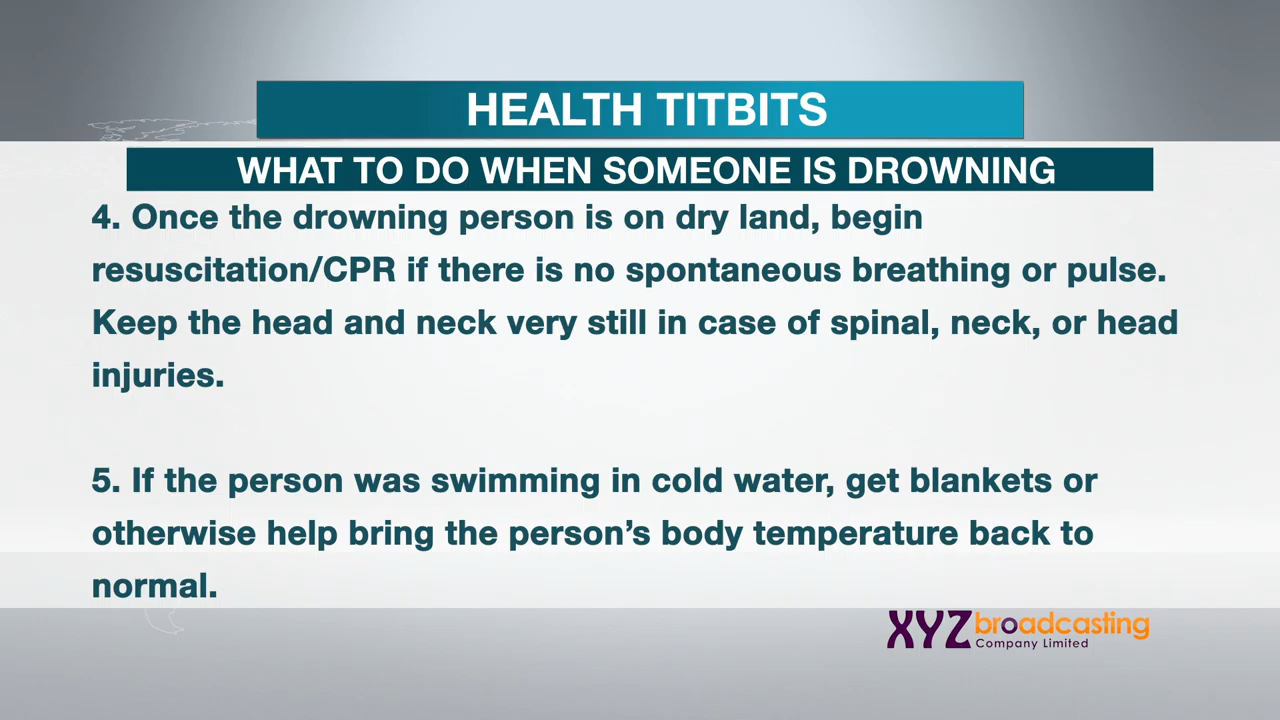 HEALTH TITBITS
WHAT TO DO WHEN SOMEONE IS DROWNING
4. Once the drowning person is on dry land, begin
resuscitation/CPR if there is no spontaneous breathing or pulse.
Keep the head and neck very still in case of spinal, neck, or head
injuries.
5. If the person was swimming in cold water, get blankets or
otherwise help bring the person’s body temperature back to
normal.
XYZ broadcasting
Company Limited